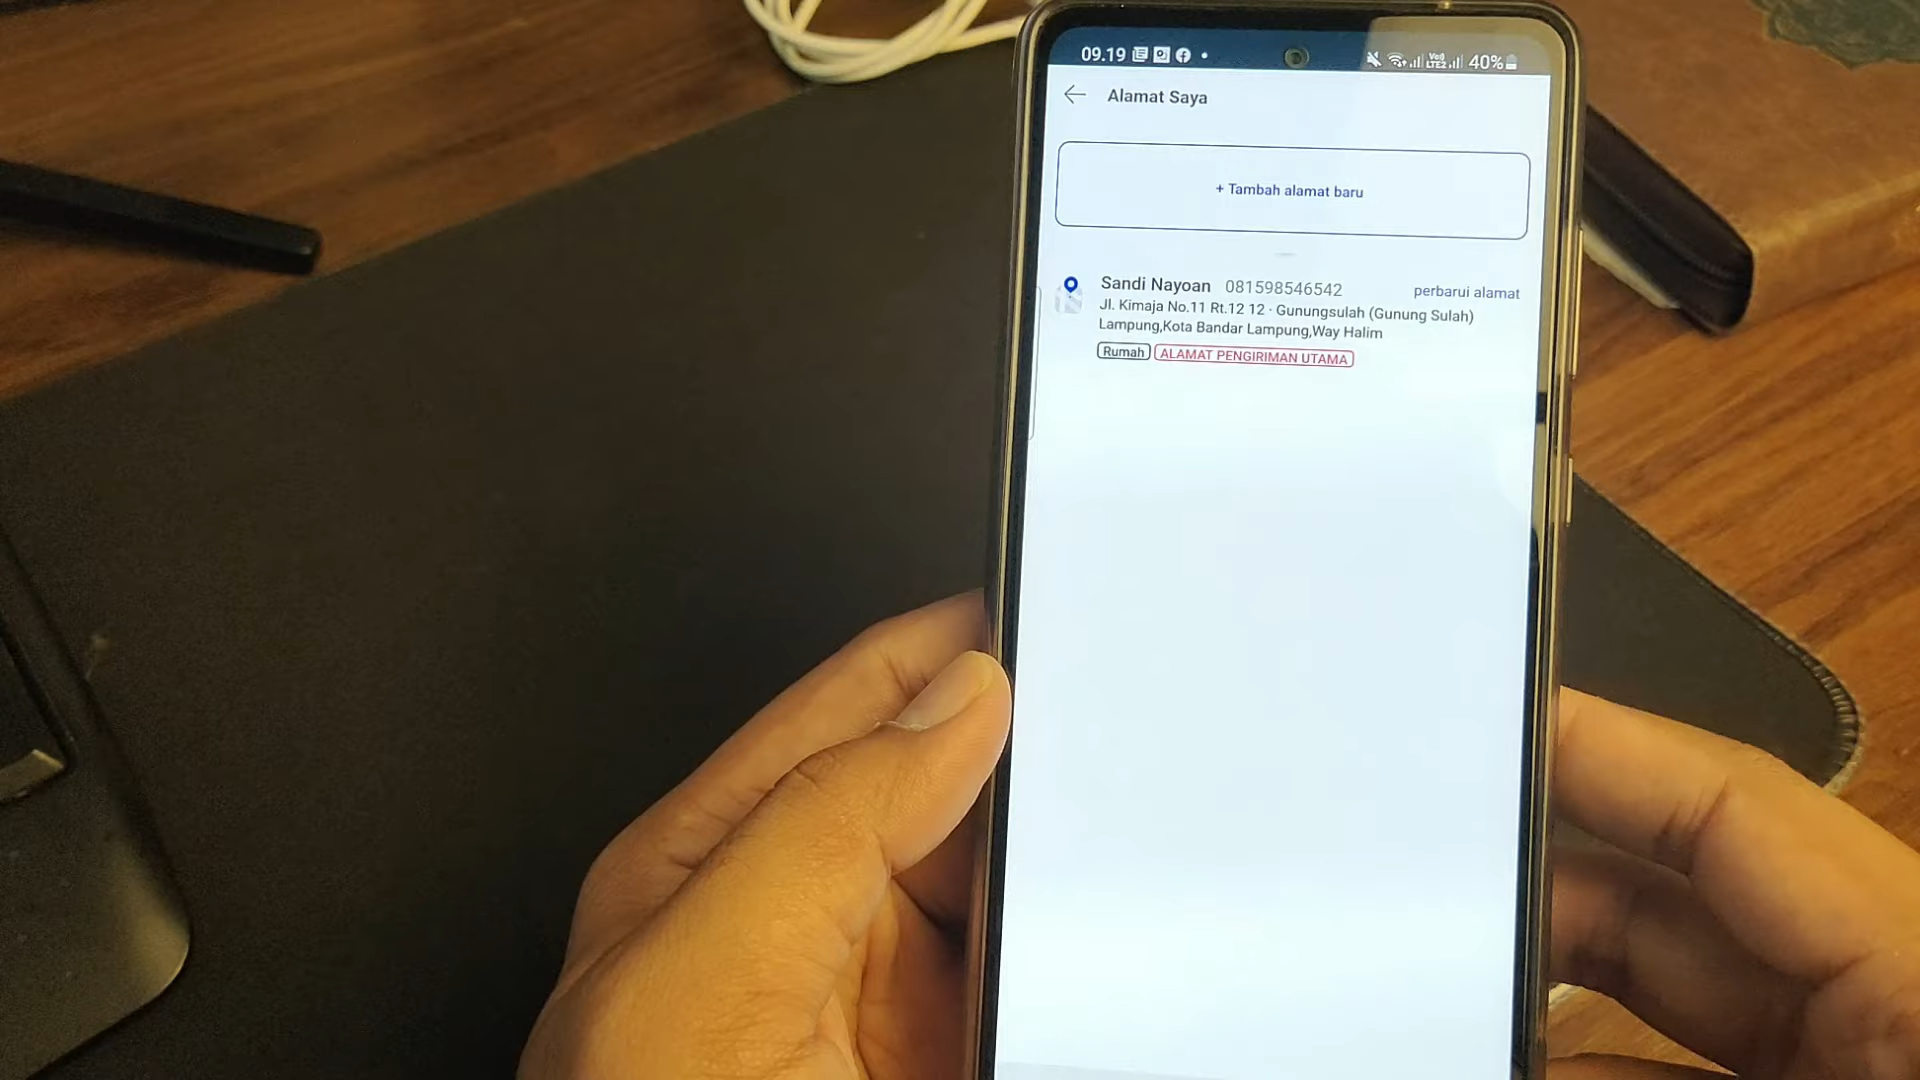 09.19 40%
Alamat Saya
+ Tambah alamat baru
Sandi Nayoan 081598546542 perbarui alamat
Jl. Kimaja No.11 Rt.12 12 · Gunungsulah (Gunung Sulah)
Lampung,Kota Bandar Lampung,Way Halim
Rumah ALAMAT PENGIRIMAN UTAMA